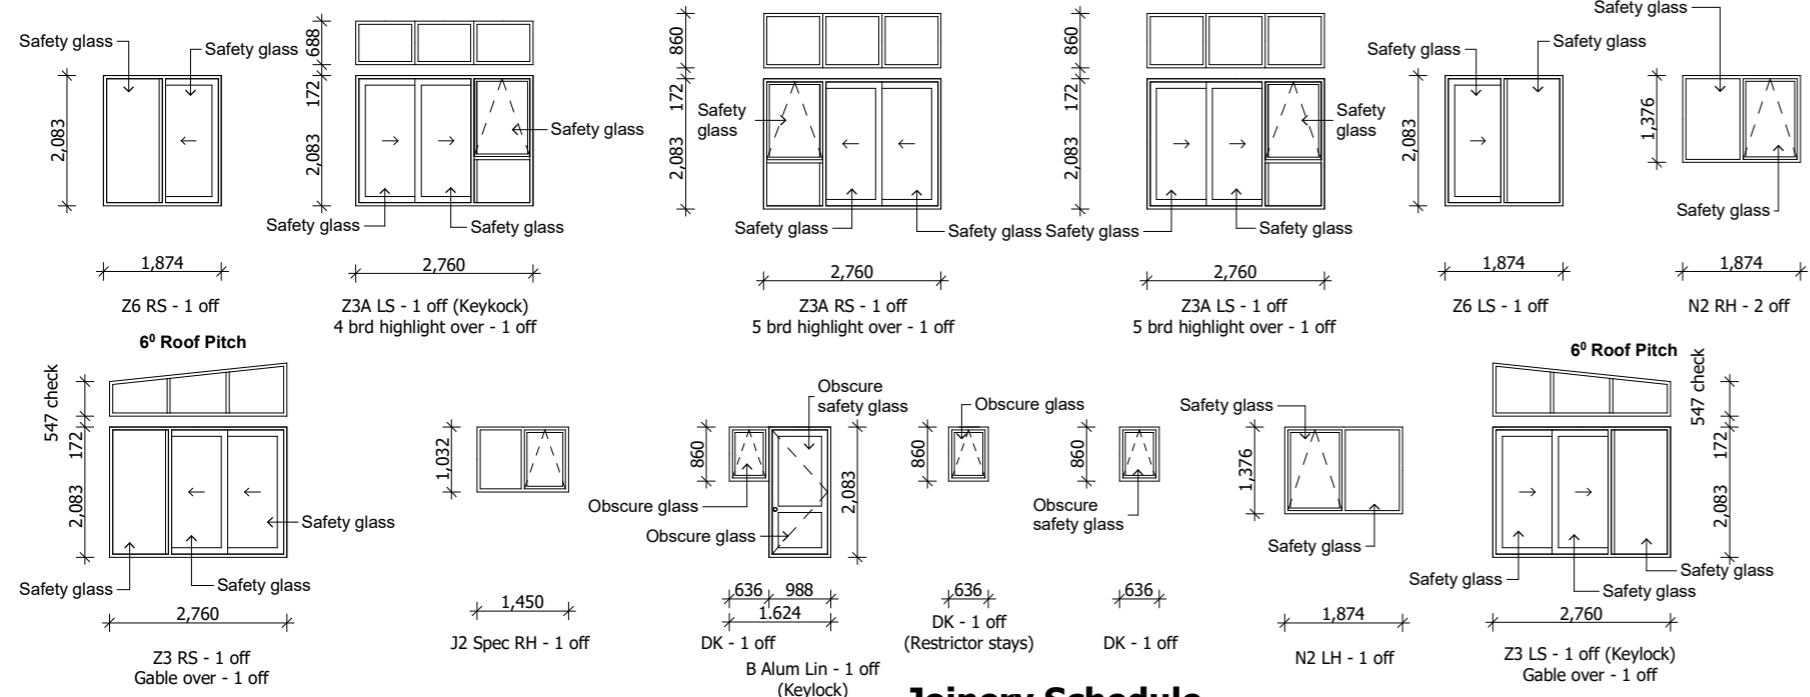 Safety glass
Safety glass
2,083
1,874
Z6 RS - 1 off
688
172
2,083
Safety glass
Safety glass
Safety glass
2,760
Z3A LS - 1 off (Keykock)
4 brd highlight over - 1 off
860
172
2,083
Safety
glass
Safety glass
Safety glass
2,760
Z3A RS - 1 off
5 brd highlight over - 1 off
860
172
2,083
Safety
glass
Safety glass
Safety glass
2,760
Z3A LS - 1 off
5 brd highlight over - 1 off
Safety glass
Safety glass
2,083
1,874
Z6 LS - 1 off
Safety glass
1,376
Safety glass
1,874
N2 RH - 2 off
6⁰ Roof Pitch
547 check
172
2,083
Safety glass
Safety glass
Safety glass
2,760
Z3 RS - 1 off
Gable over - 1 off
1,032
1,450
J2 Spec RH - 1 off
Obscure
safety glass
860
2,083
Obscure glass
Obscure glass
636
988
1.624
DK - 1 off
B Alum Lin - 1 off
(Keylock)
Obscure glass
860
636
DK - 1 off
(Restrictor stays)
860
Obscure
safety glass
636
DK - 1 off
Safety glass
1,376
Safety glass
1,874
N2 LH - 1 off
6⁰ Roof Pitch
547 check
172
2,083
Safety glass
Safety glass
Safety glass
2,760
Z3 LS - 1 off (Keylock)
Gable over - 1 off
Joinery Schedule